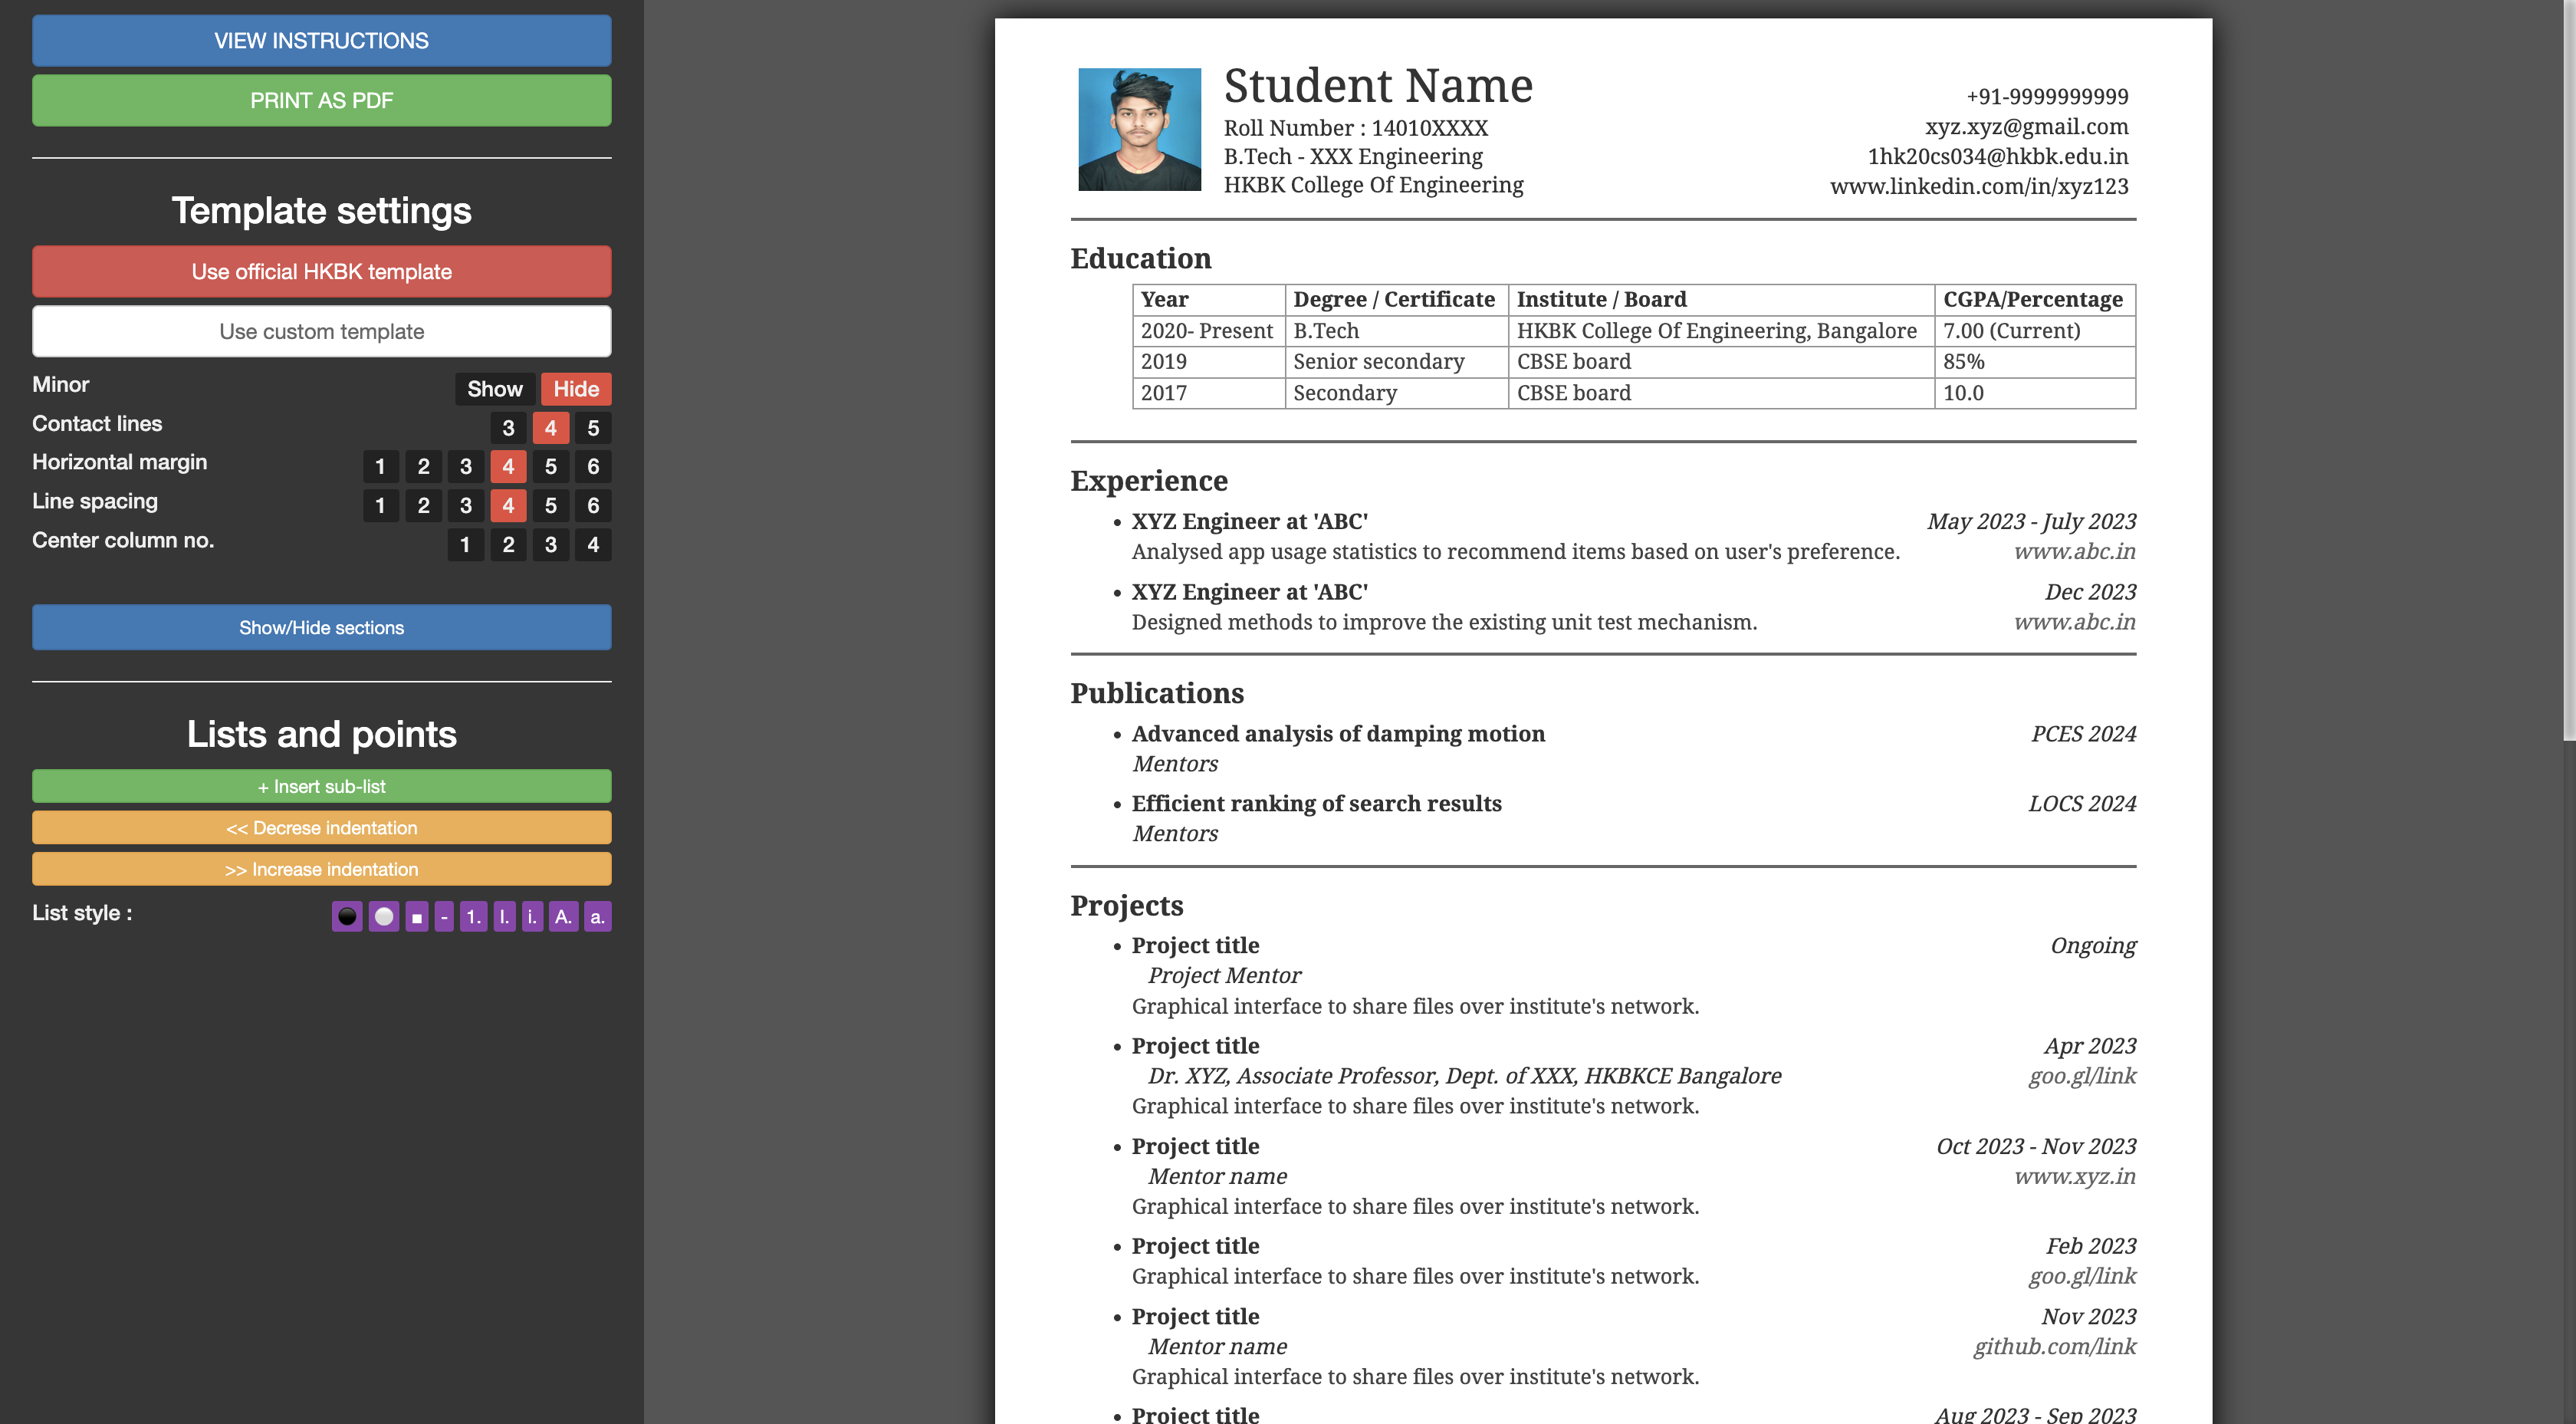 VIEW INSTRUCTIONS
PRINT AS PDF
Template settings
Use official HKBK template
Use custom template
Minor Show Hide
Contact lines 3 4 5
Horizontal margin 1 2 3 4 5 6
Line spacing 1 2 3 4 5 6
Center column no. 1 2 3 4
Show/Hide sections
Lists and points
+ Insert sub-list
<< Decrese indentation
>> Increase indentation
List style : ⚫ ⚪ ■ - 1. I. i. A. a.
Student Name
Roll Number : 14010XXXX
B.Tech - XXX Engineering
HKBK College Of Engineering
+91-9999999999
xyz.xyz@gmail.com
1hk20cs034@hkbk.edu.in
www.linkedin.com/in/xyz123
Education
Year Degree / Certificate Institute / Board CGPA/Percentage
2020- Present B.Tech HKBK College Of Engineering, Bangalore 7.00 (Current)
2019 Senior secondary CBSE board 85%
2017 Secondary CBSE board 10.0
Experience
• XYZ Engineer at 'ABC' May 2023 - July 2023
Analysed app usage statistics to recommend items based on user's preference. www.abc.in
• XYZ Engineer at 'ABC' Dec 2023
Designed methods to improve the existing unit test mechanism. www.abc.in
Publications
• Advanced analysis of damping motion PCES 2024
Mentors
• Efficient ranking of search results LOCS 2024
Mentors
Projects
• Project title Ongoing
Project Mentor
Graphical interface to share files over institute's network.
• Project title Apr 2023
Dr. XYZ, Associate Professor, Dept. of XXX, HKBKCE Bangalore goo.gl/link
Graphical interface to share files over institute's network.
• Project title Oct 2023 - Nov 2023
Mentor name www.xyz.in
Graphical interface to share files over institute's network.
• Project title Feb 2023
Graphical interface to share files over institute's network. goo.gl/link
• Project title Nov 2023
Mentor name github.com/link
Graphical interface to share files over institute's network.
• Project title Aug 2023 - Sep 2023